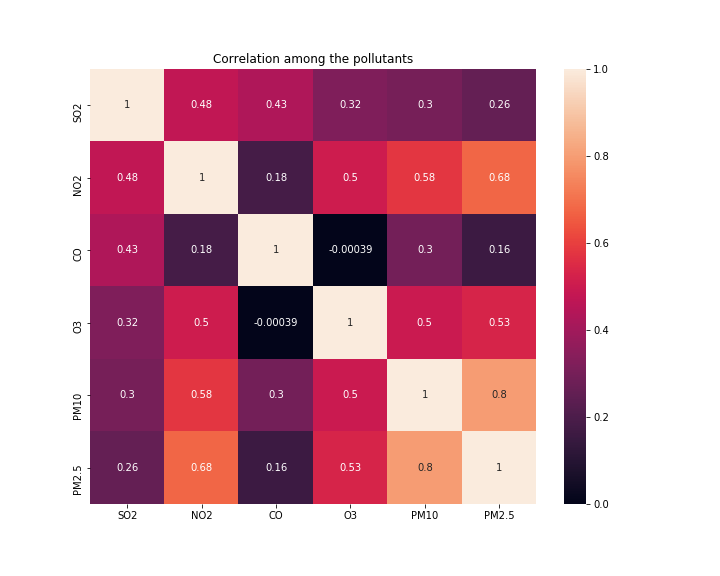 Correlation among the pollutants
SO2 1 0.48 0.43 0.32 0.3 0.26
NO2 0.48 1 0.18 0.5 0.58 0.68
CO 0.43 0.18 1 -0.00039 0.3 0.16
O3 0.32 0.5 -0.00039 1 0.5 0.53
PM10 0.3 0.58 0.3 0.5 1 0.8
PM2.5 0.26 0.68 0.16 0.53 0.8 1
SO2 NO2 CO O3 PM10 PM2.5
1.0
0.8
0.6
0.4
0.2
0.0